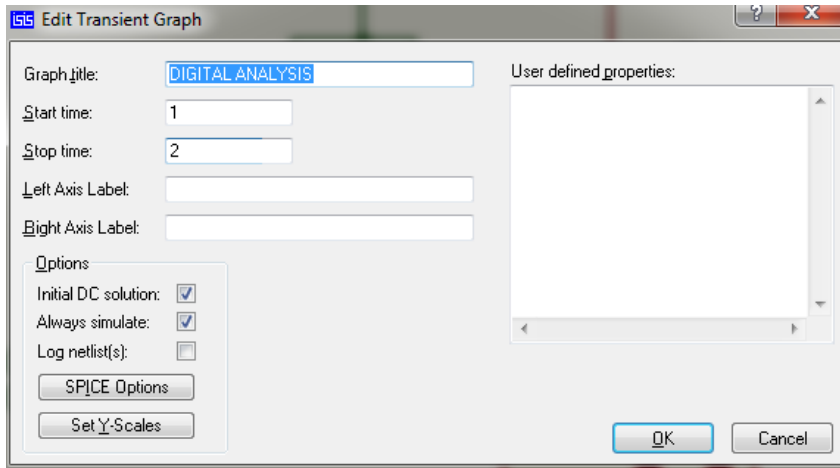 isis Edit Transient Graph
Graph title: DIGITAL ANALYSIS
Start time: 1
Stop time: 2
Left Axis Label:
Right Axis Label:
User defined properties:
Options
Initial DC solution:
Always simulate:
Log netlist(s):
SPICE Options
Set Y-Scales
OK Cancel